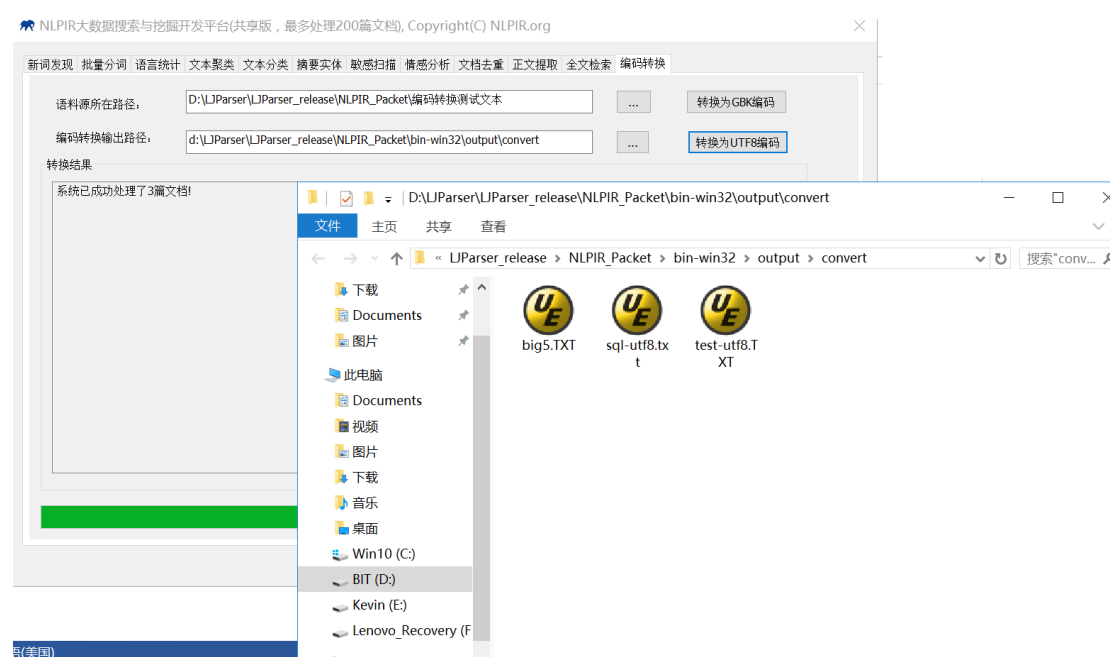 NLPIR大数据搜索与挖掘开发平台(共享版，最多处理200篇文档), Copyright(C) NLPIR.org
新词发现 批量分词 语言统计 文本聚类 文本分类 摘要实体 敏感扫描 情感分析 文档去重 正文提取 全文检索 编码转换
语料源所在路径： D:\LJParser\LJParser_release\NLPIR_Packet\编码转换测试文本 ... 转换为GBK编码
编码转换输出路径： d:\LJParser\LJParser_release\NLPIR_Packet\bin-win32\output\convert ... 转换为UTF8编码
转换结果
系统已成功处理了3篇文档!
D:\LJParser\LJParser_release\NLPIR_Packet\bin-win32\output\convert
文件 主页 共享 查看
« LJParser_release › NLPIR_Packet › bin-win32 › output › convert 搜索"conv...
下载
Documents
图片
此电脑
Documents
视频
图片
下载
音乐
桌面
Win10 (C:)
BIT (D:)
Kevin (E:)
Lenovo_Recovery (F
big5.TXT
sql-utf8.tx
t
test-utf8.T
XT
(美国)